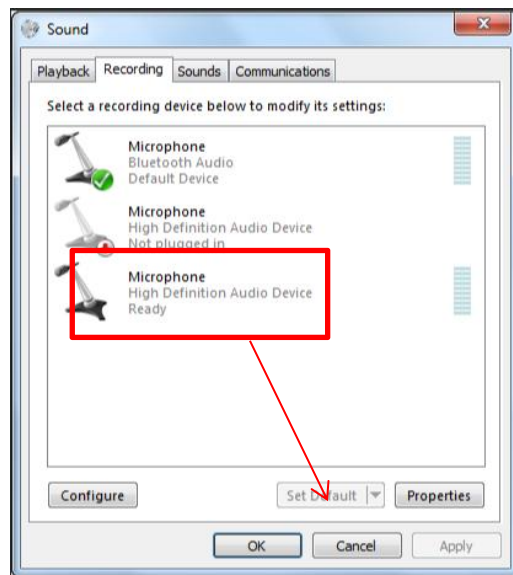 Sound
Playback Recording Sounds Communications
Select a recording device below to modify its settings:
Microphone
Bluetooth Audio
Default Device
Microphone
High Definition Audio Device
Not plugged in
Microphone
High Definition Audio Device
Ready
Configure Set Default Properties
OK Cancel Apply